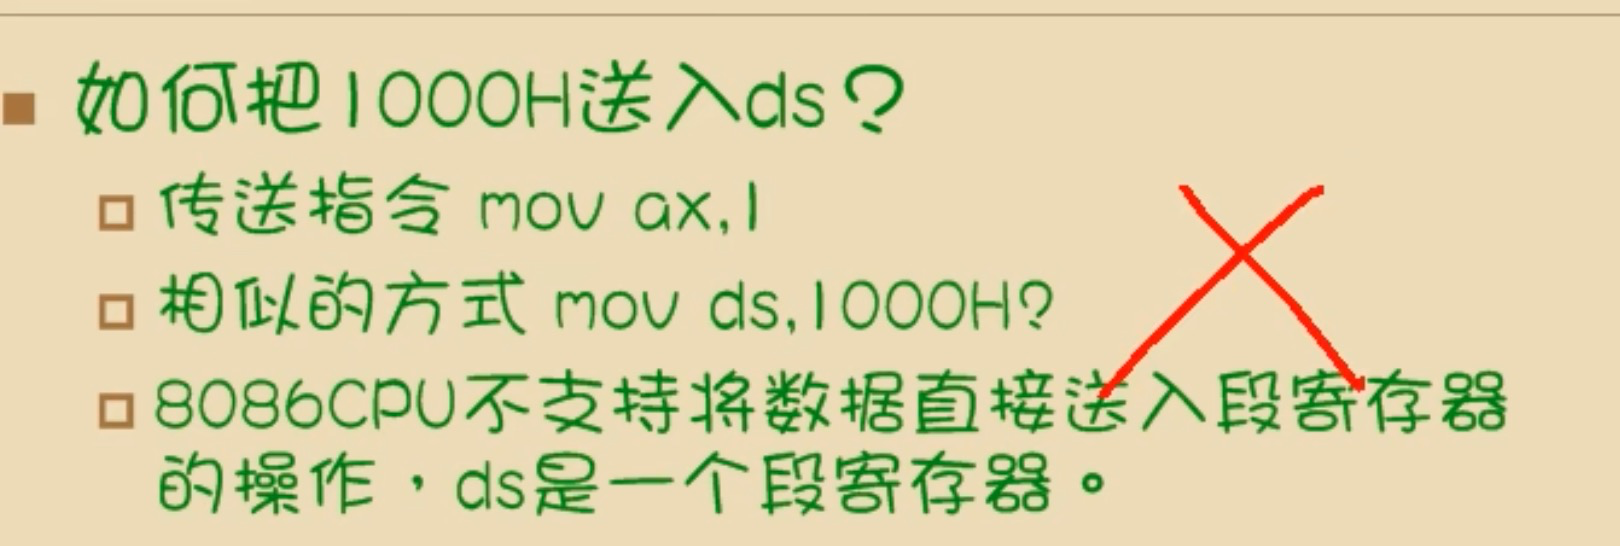 如何把1000H送入ds？
传送指令 mov ax,1
相似的方式 mov ds,1000H?
8086CPU不支持将数据直接送入段寄存器
的操作，ds是一个段寄存器。